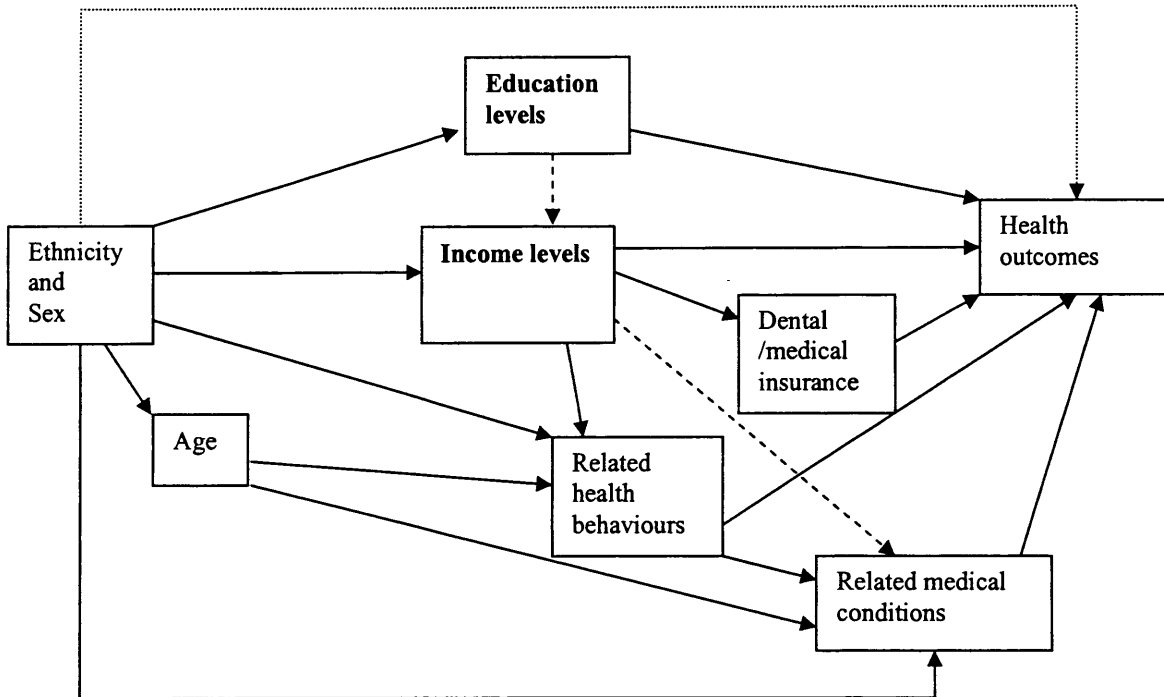 Education
levels
Ethnicity
and
Sex
Income levels
Health
outcomes
Dental
/medical
insurance
Age
Related
health
behaviours
Related medical
conditions